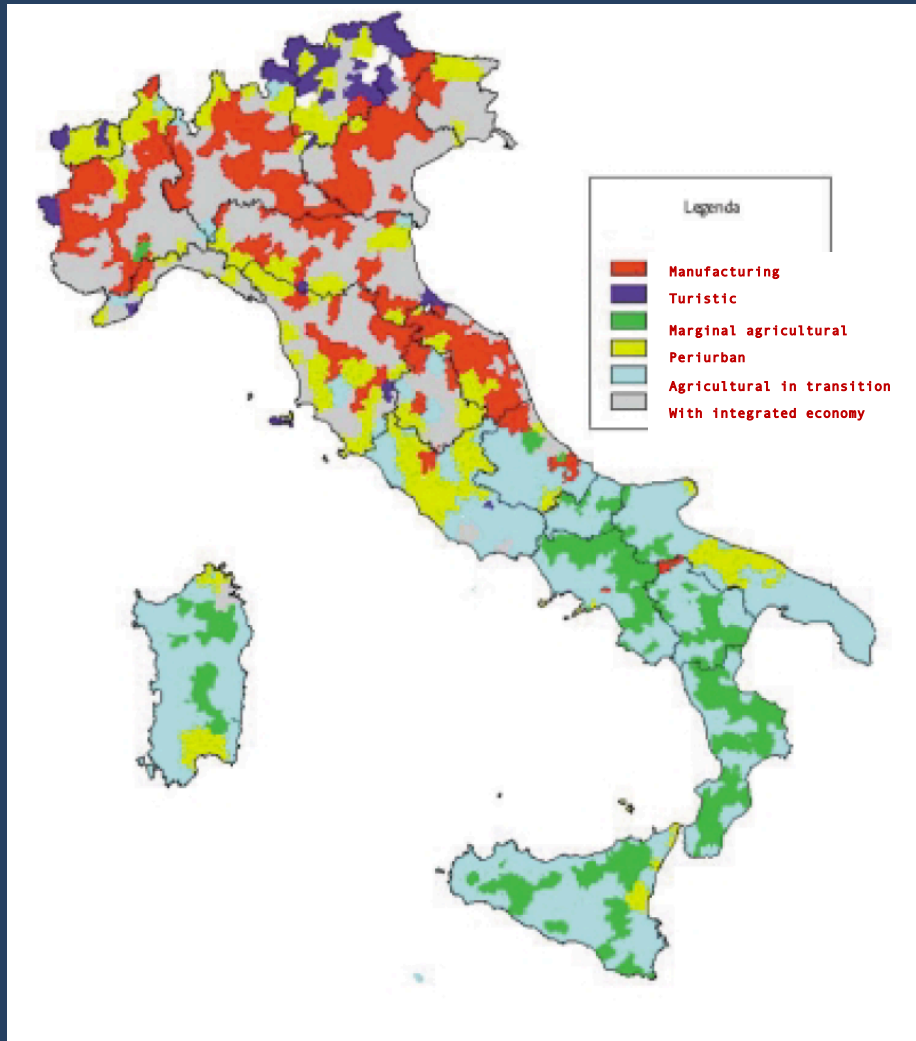 Legenda
Manufacturing
Turistic
Marginal agricultural
Periurban
Agricultural in transition
With integrated economy